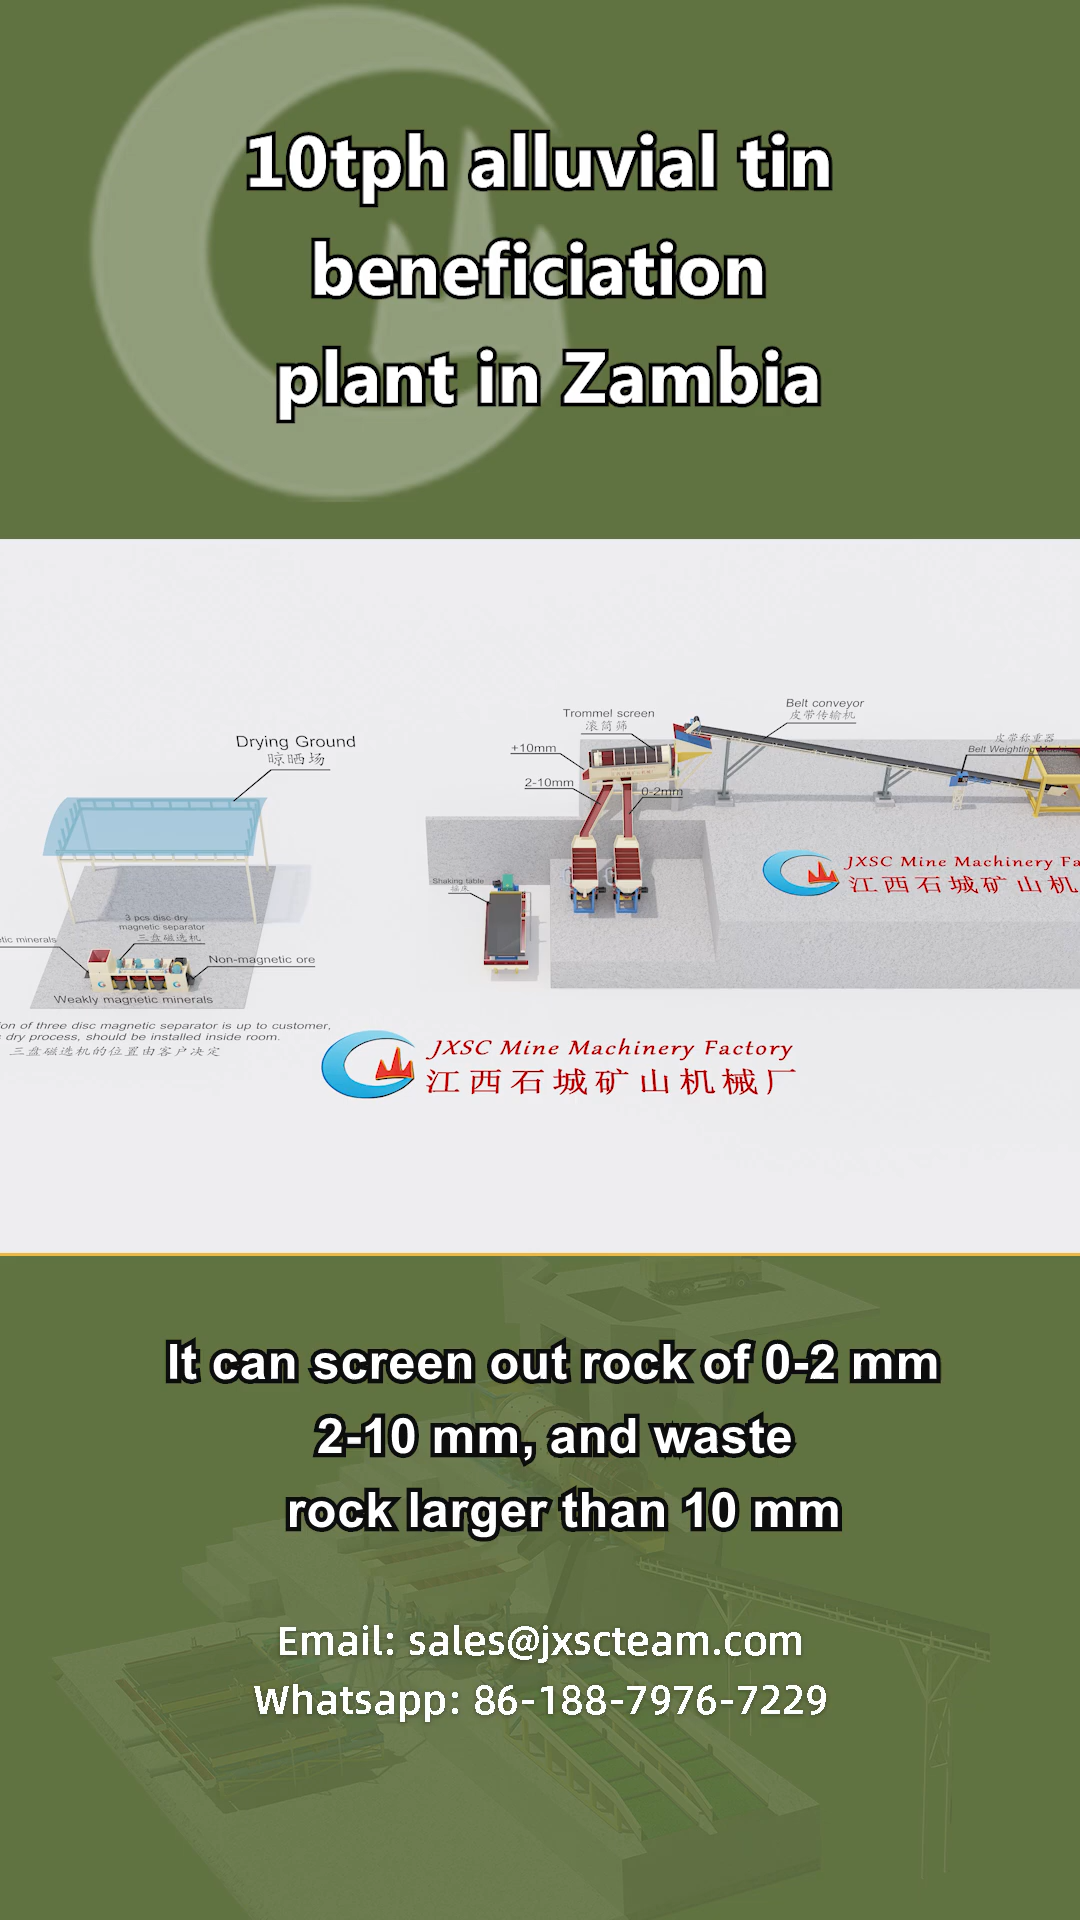 10tph alluvial tin
beneficiation
plant in Zambia
Belt conveyor
皮带传输机
Trommel screen
滚筒筛
皮带称重器
Belt Weighting
Drying Ground
晾晒场
+10mm
2-10mm
0-2mm
JXSC Mine Machinery Fa
江西石城矿山机
Shaking table
摇床
3 pcs disc dry
magnetic separator
三盘磁选机
tic minerals
Non-magnetic ore
Weakly magnetic minerals
on of three disc magnetic separator is up to customer,
dry process, should be installed inside room.
三盘磁选机的位置由客户决定
JXSC Mine Machinery Factory
江西石城矿山机械厂
It can screen out rock of 0-2 mm
2-10 mm, and waste
rock larger than 10 mm
Email: sales@jxscteam.com
Whatsapp: 86-188-7976-7229